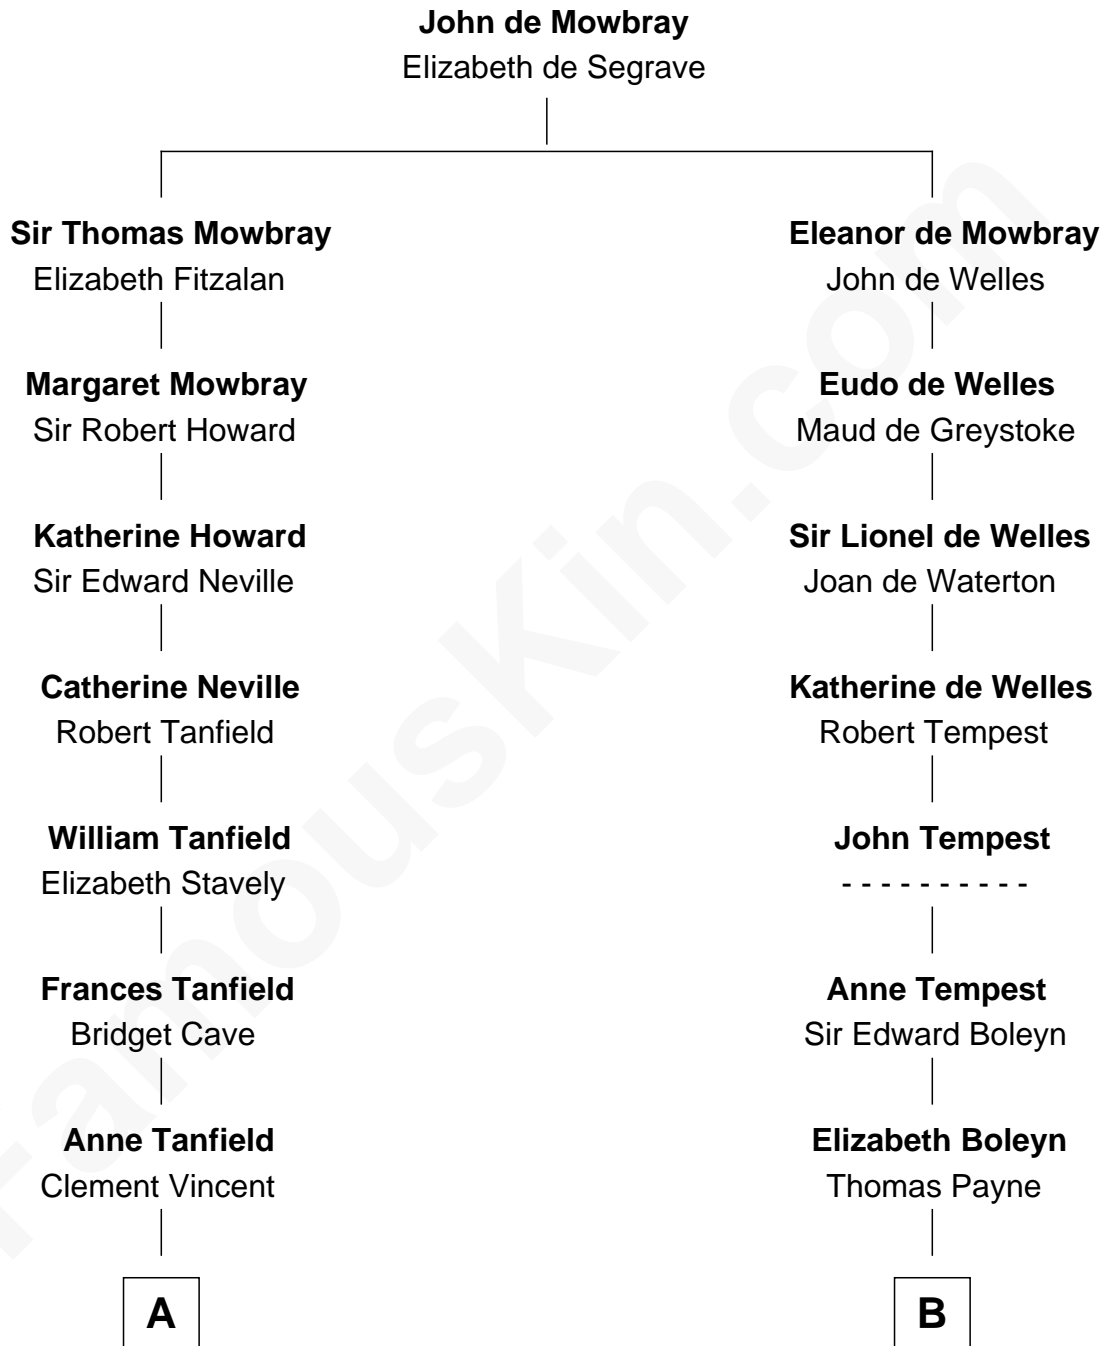 John de Mowbray
Elizabeth de Segrave
Sir Thomas Mowbray
Elizabeth Fitzalan
Margaret Mowbray
Sir Robert Howard
Katherine Howard
Sir Edward Neville
Catherine Neville
Robert Tanfield
William Tanfield
Elizabeth Stavely
Frances Tanfield
Bridget Cave
Anne Tanfield
Clement Vincent
A
Eleanor de Mowbray
John de Welles
Eudo de Welles
Maud de Greystoke
Sir Lionel de Welles
Joan de Waterton
Katherine de Welles
Robert Tempest
John Tempest
- - - - - - - - - -
Anne Tempest
Sir Edward Boleyn
Elizabeth Boleyn
Thomas Payne
B
FamousKin.com